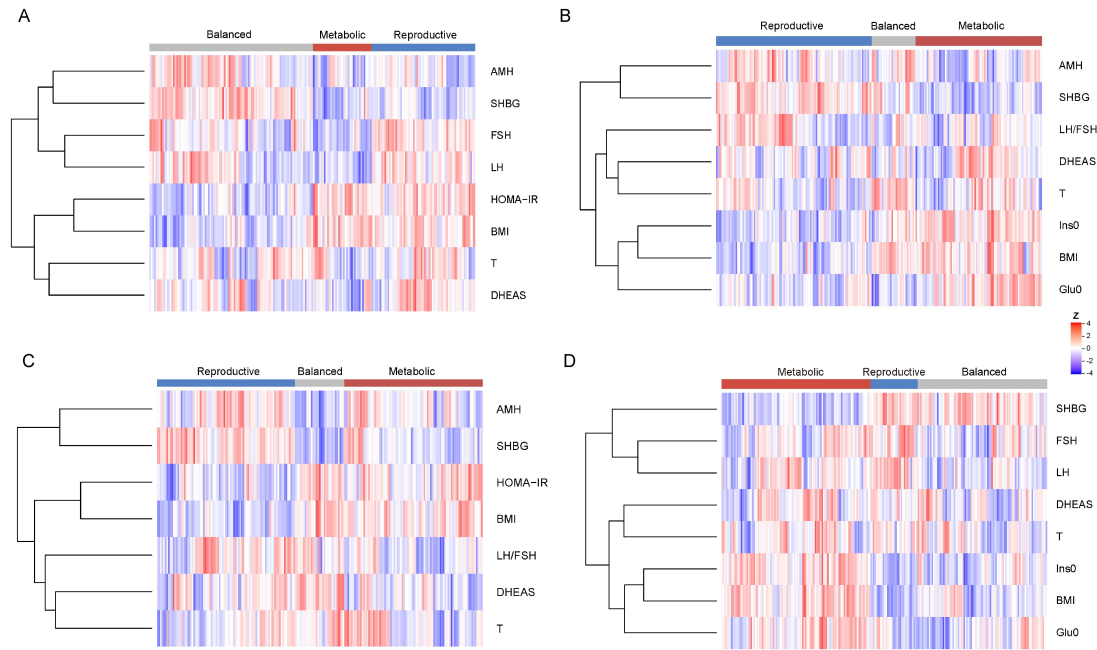 A
Balanced Metabolic Reproductive
AMH
SHBG
FSH
LH
HOMA−IR
BMI
T
DHEAS
B
Reproductive Balanced Metabolic
AMH
SHBG
LH/FSH
DHEAS
T
Ins0
BMI
Glu0
Z
4
2
0
-2
-4
C
Reproductive Balanced Metabolic
AMH
SHBG
HOMA−IR
BMI
LH/FSH
DHEAS
T
D
Metabolic Reproductive Balanced
SHBG
FSH
LH
DHEAS
T
Ins0
BMI
Glu0